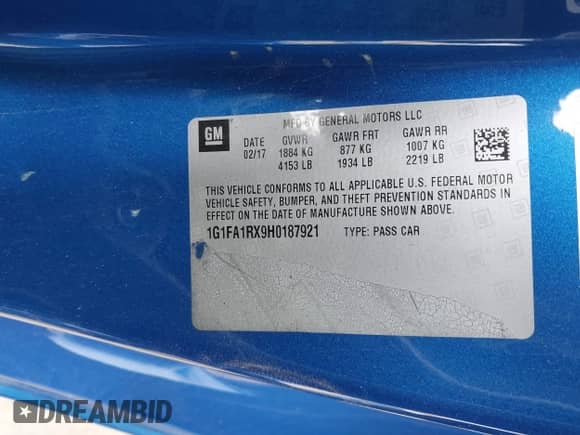 GM
MFD BY GENERAL MOTORS LLC
DATE GVWR GAWR FRT GAWR RR
02/17 1884 KG 877 KG 1007 KG
4153 LB 1934 LB 2219 LB
THIS VEHICLE CONFORMS TO ALL APPLICABLE U.S. FEDERAL MOTOR
VEHICLE SAFETY, BUMPER, AND THEFT PREVENTION STANDARDS IN
EFFECT ON THE DATE OF MANUFACTURE SHOWN ABOVE.
1G1FA1RX9H0187921 TYPE: PASS CAR
DREAMBID